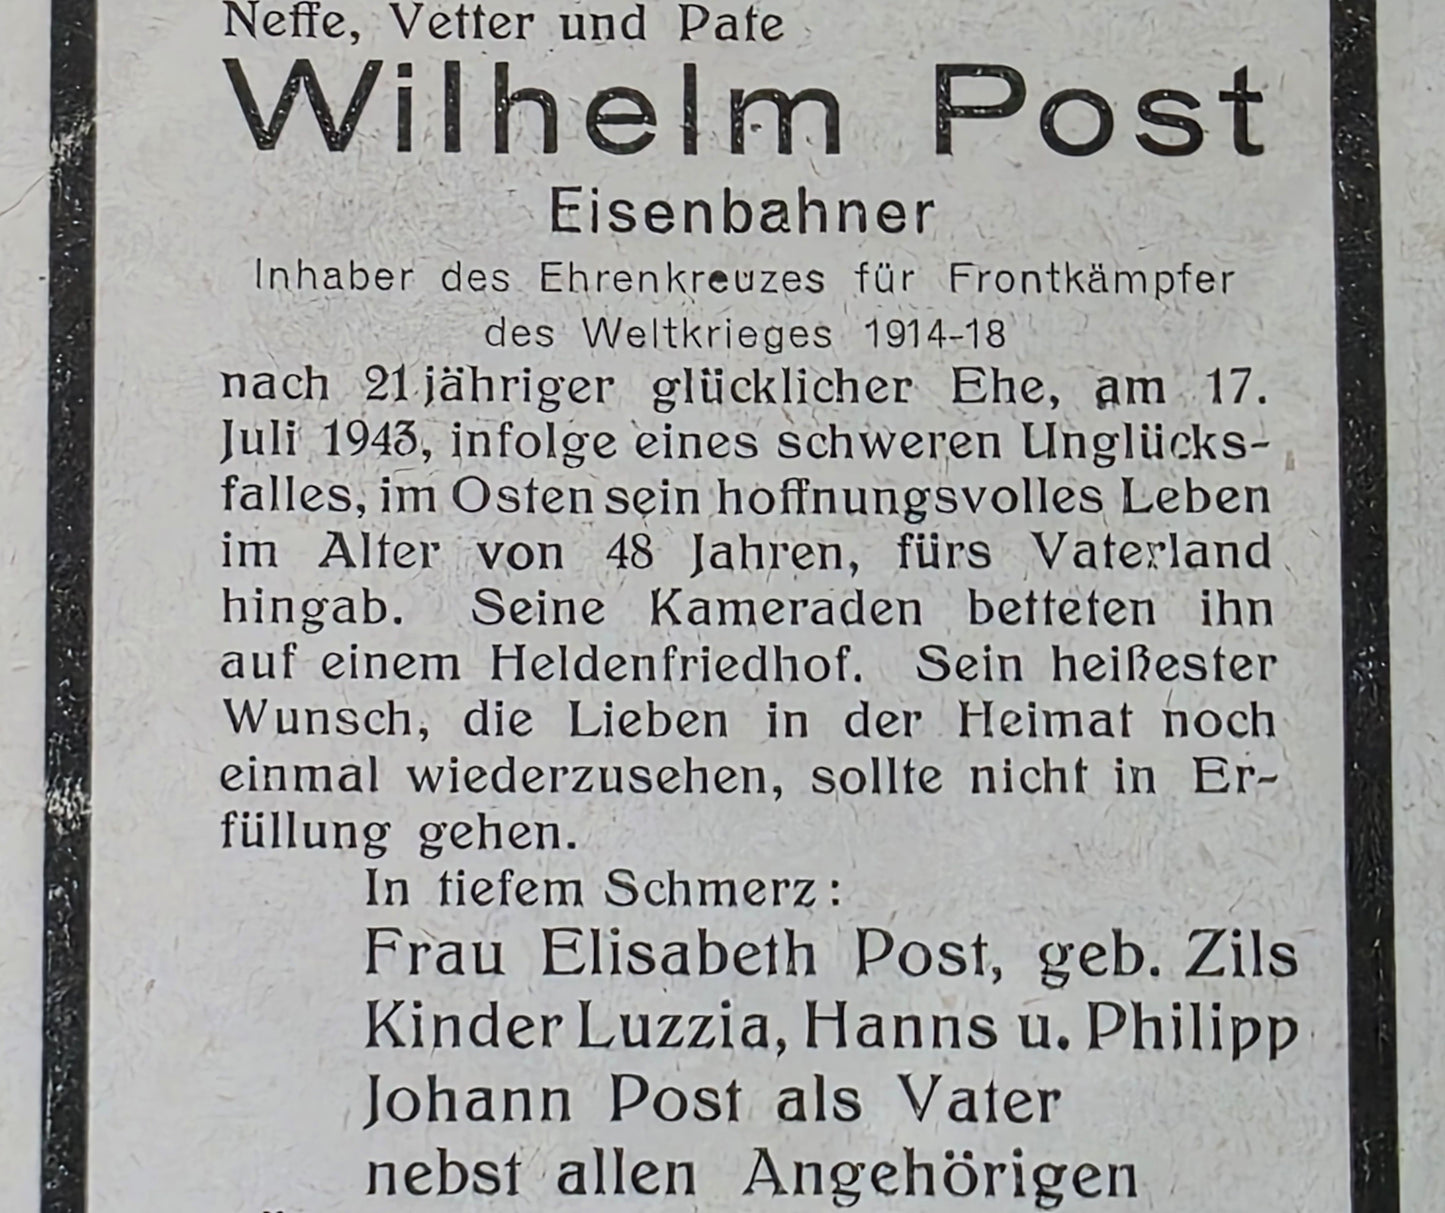 Neffe, Vetter und Pate
Wilhelm Post
Eisenbahner
Inhaber des Ehrenkreuzes für Frontkämpfer
des Weltkrieges 1914-18
nach 21jähriger glücklicher Ehe, am 17.
Juli 1943, infolge eines schweren Unglücks-
falles, im Osten sein hoffnungsvolles Leben
im Alter von 48 Jahren, fürs Vaterland
hingab. Seine Kameraden betteten ihn
auf einem Heldenfriedhof. Sein heißester
Wunsch, die Lieben in der Heimat noch
einmal wiederzusehen, sollte nicht in Er-
füllung gehen.
In tiefem Schmerz:
Frau Elisabeth Post, geb. Zils
Kinder Luzzia, Hanns u. Philipp
Johann Post als Vater
nebst allen Angehörigen